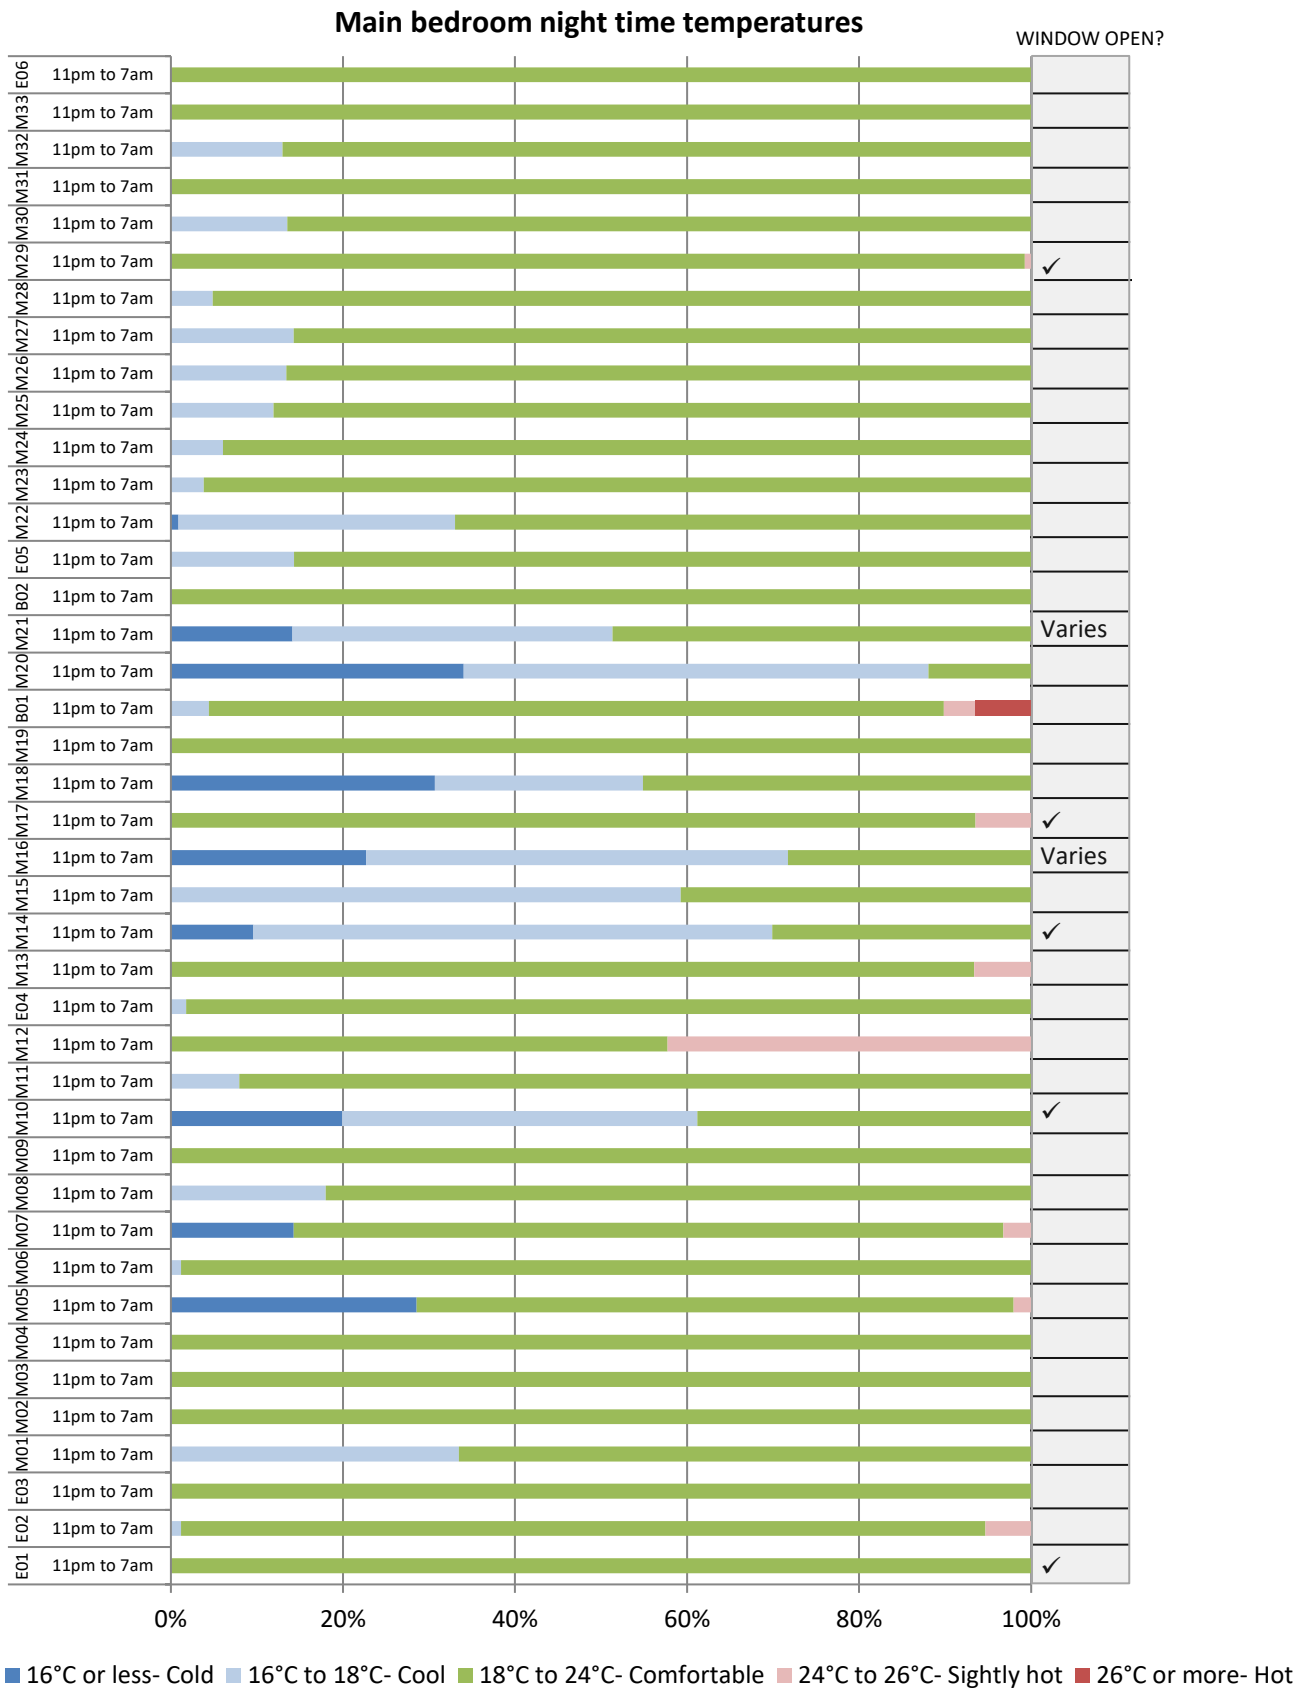 Main bedroom night time temperatures
WINDOW OPEN?
E06 11pm to 7am
M33 11pm to 7am
M32 11pm to 7am
M31 11pm to 7am
M30 11pm to 7am
M29 11pm to 7am ✓
M28 11pm to 7am
M27 11pm to 7am
M26 11pm to 7am
M25 11pm to 7am
M24 11pm to 7am
M23 11pm to 7am
M22 11pm to 7am
E05 11pm to 7am
B02 11pm to 7am
M21 11pm to 7am Varies
M20 11pm to 7am
B01 11pm to 7am
M19 11pm to 7am
M18 11pm to 7am
M17 11pm to 7am ✓
M16 11pm to 7am Varies
M15 11pm to 7am
M14 11pm to 7am ✓
M13 11pm to 7am
E04 11pm to 7am
M12 11pm to 7am
M11 11pm to 7am
M10 11pm to 7am ✓
M09 11pm to 7am
M08 11pm to 7am
M07 11pm to 7am
M06 11pm to 7am
M05 11pm to 7am
M04 11pm to 7am
M03 11pm to 7am
M02 11pm to 7am
M01 11pm to 7am
E03 11pm to 7am
E02 11pm to 7am
E01 11pm to 7am ✓
0% 20% 40% 60% 80% 100%
16°C or less- Cold 16°C to 18°C- Cool 18°C to 24°C- Comfortable 24°C to 26°C- Sightly hot 26°C or more- Hot